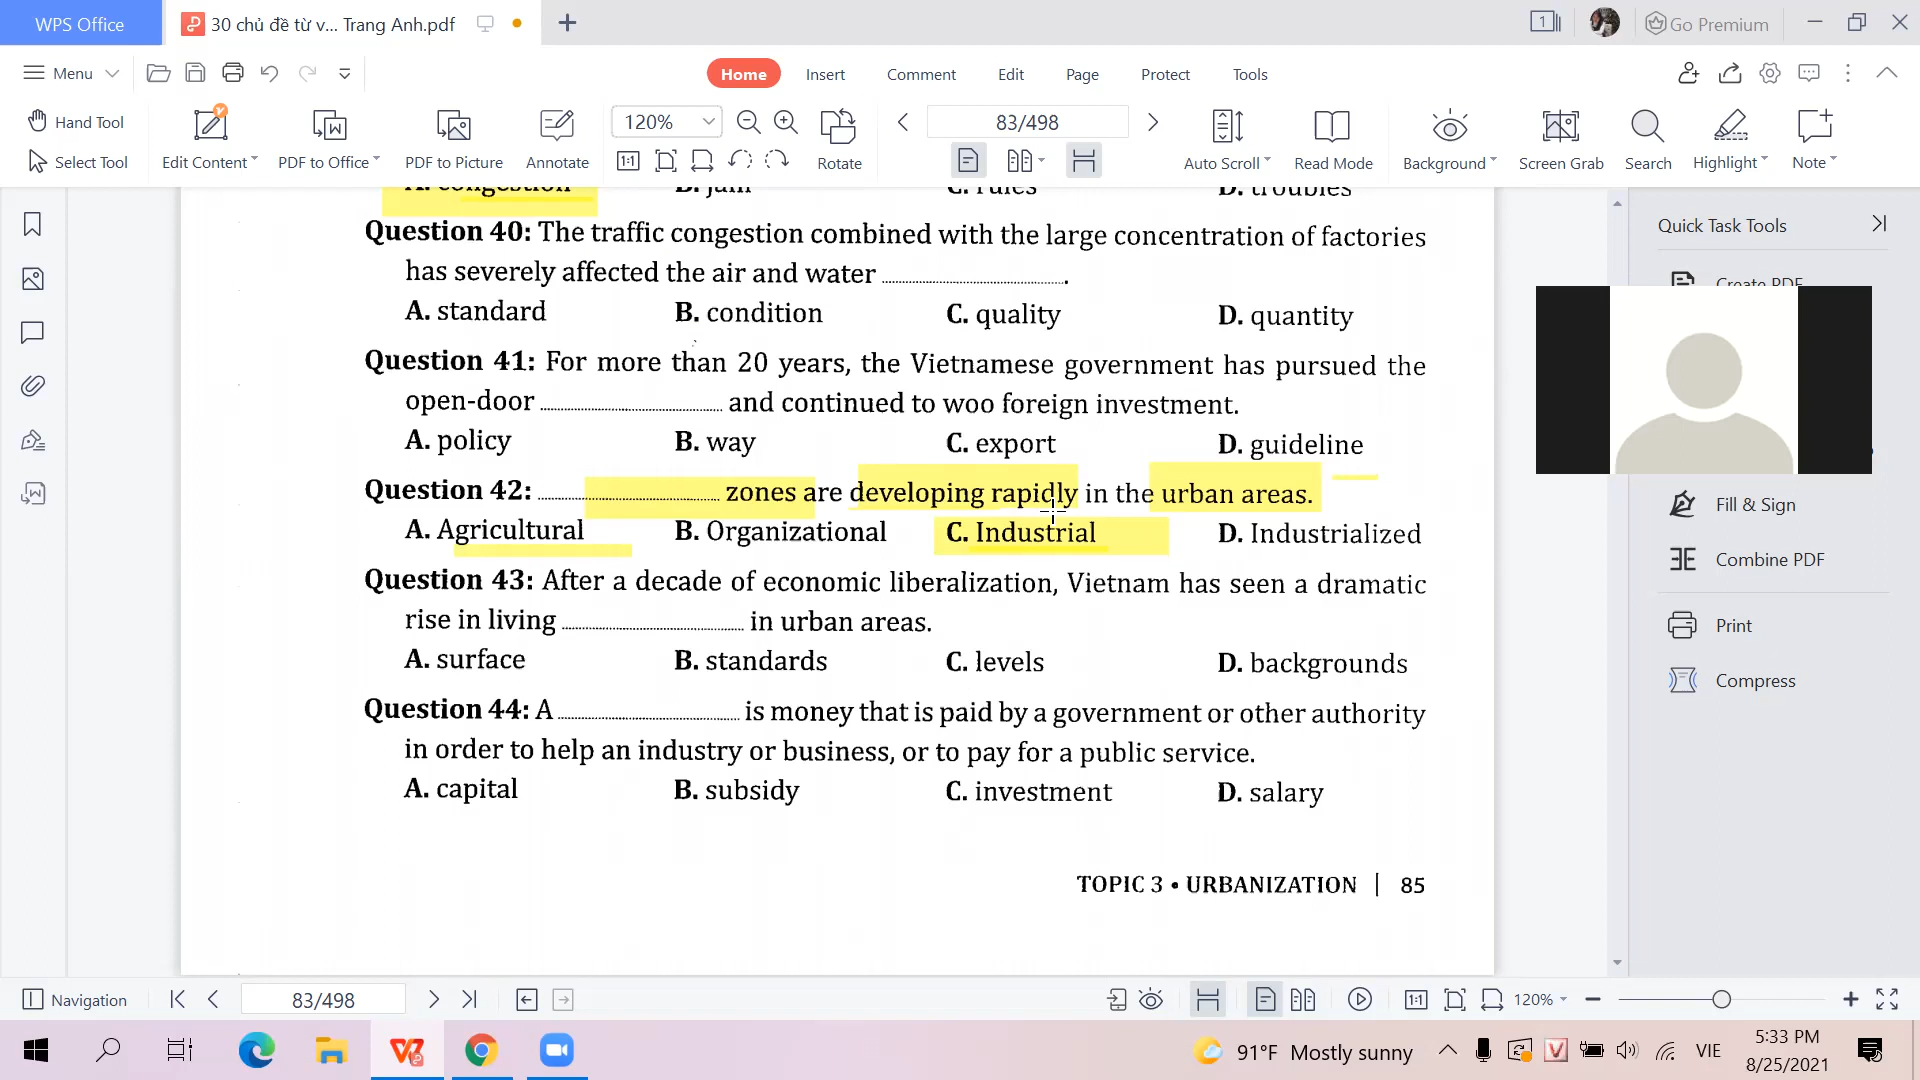 WPS Office
30 chủ đề từ v... Trang Anh.pdf
1
Go Premium
Menu
Home
Insert
Comment
Edit
Page
Protect
Tools
Hand Tool
Select Tool
Edit Content
PDF to Office
PDF to Picture
Annotate
120%
Rotate
83/498
Auto Scroll
Read Mode
Background
Screen Grab
Search
Highlight
Note
A. congestion B. jam C. rules D. troubles
Question 40: The traffic congestion combined with the large concentration of factories
has severely affected the air and water .............................................
A. standard B. condition C. quality D. quantity
Question 41: For more than 20 years, the Vietnamese government has pursued the
open-door ............................................. and continued to woo foreign investment.
A. policy B. way C. export D. guideline
Question 42: ............................................. zones are developing rapidly in the urban areas.
A. Agricultural B. Organizational C. Industrial D. Industrialized
Question 43: After a decade of economic liberalization, Vietnam has seen a dramatic
rise in living ............................................. in urban areas.
A. surface B. standards C. levels D. backgrounds
Question 44: A ............................................. is money that is paid by a government or other authority
in order to help an industry or business, or to pay for a public service.
A. capital B. subsidy C. investment D. salary
TOPIC 3 • URBANIZATION | 85
Quick Task Tools
Create PDF
Fill & Sign
Combine PDF
Print
Compress
Navigation
83/498
120%
91°F Mostly sunny
VIE
5:33 PM
8/25/2021